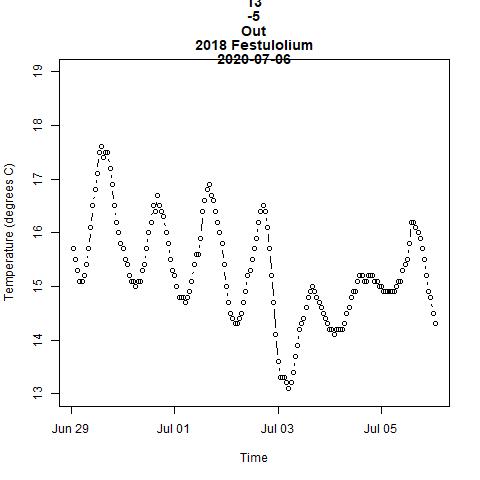 13
-5
Out
2018 Festulolium
2020-07-06
Temperature (degrees C)
19
18
17
16
15
14
13
Jun 29
Jul 01
Jul 03
Jul 05
Time